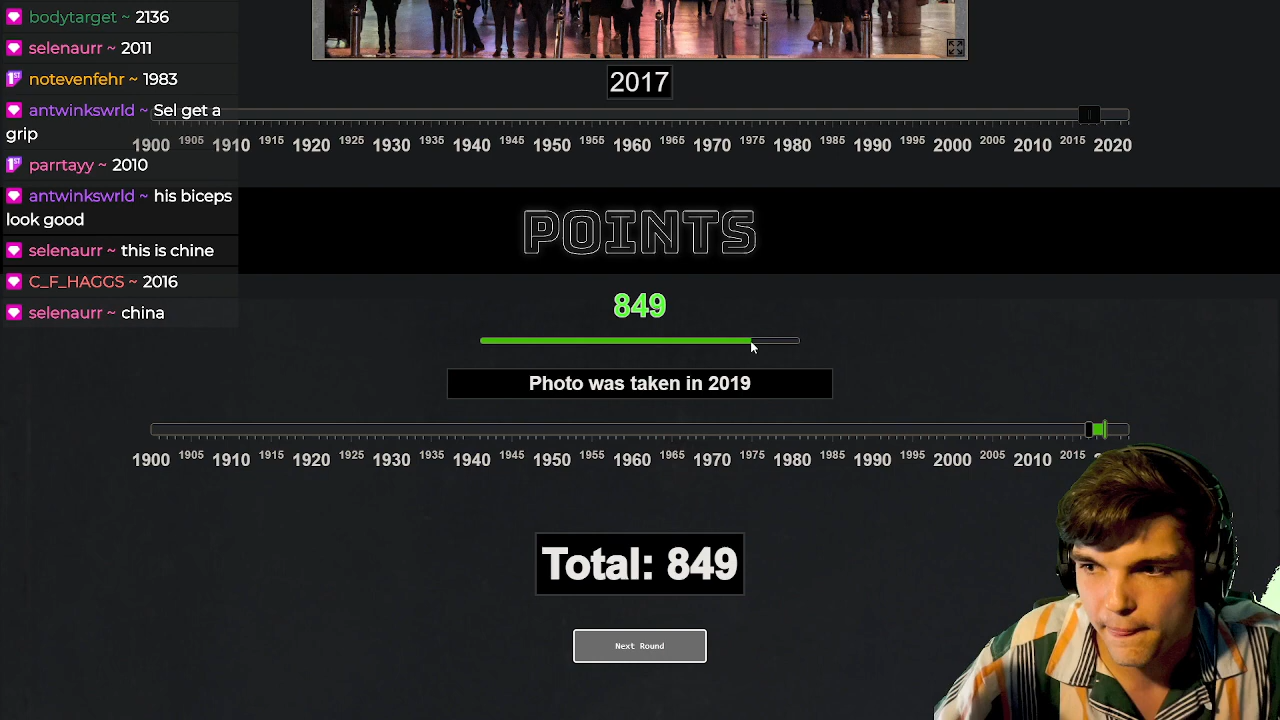 bodytarget ~ 2136
selenaurr ~ 2011
1ST notevenfehr ~ 1983
antwinkswrld ~ Sel get a
grip
1ST parrtayy ~ 2010
antwinkswrld ~ his biceps
look good
selenaurr ~ this is chine
C_F_HAGGS ~ 2016
selenaurr ~ china
2017
1900 1905 1910 1915 1920 1925 1930 1935 1940 1945 1950 1955 1960 1965 1970 1975 1980 1985 1990 1995 2000 2005 2010 2015 2020
POINTS
849
Photo was taken in 2019
1900 1905 1910 1915 1920 1925 1930 1935 1940 1945 1950 1955 1960 1965 1970 1975 1980 1985 1990 1995 2000 2005 2010 2015
Total: 849
Next Round